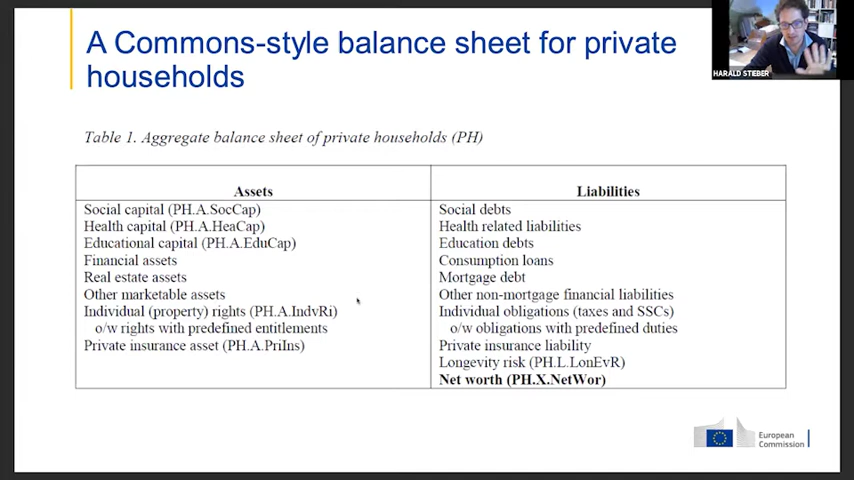 A Commons-style balance sheet for private
households
HARALD STIEBER
Table 1. Aggregate balance sheet of private households (PH)
Assets
Social capital (PH.A.SocCap)
Health capital (PH.A.HeaCap)
Educational capital (PH.A.EduCap)
Financial assets
Real estate assets
Other marketable assets
Individual (property) rights (PH.A.IndvRi)
o/w rights with predefined entitlements
Private insurance asset (PH.A.PriIns)
Liabilities
Social debts
Health related liabilities
Education debts
Consumption loans
Mortgage debt
Other non-mortgage financial liabilities
Individual obligations (taxes and SSCs)
o/w obligations with predefined duties
Private insurance liability
Longevity risk (PH.L.LonEvR)
Net worth (PH.X.NetWor)
European
Commission